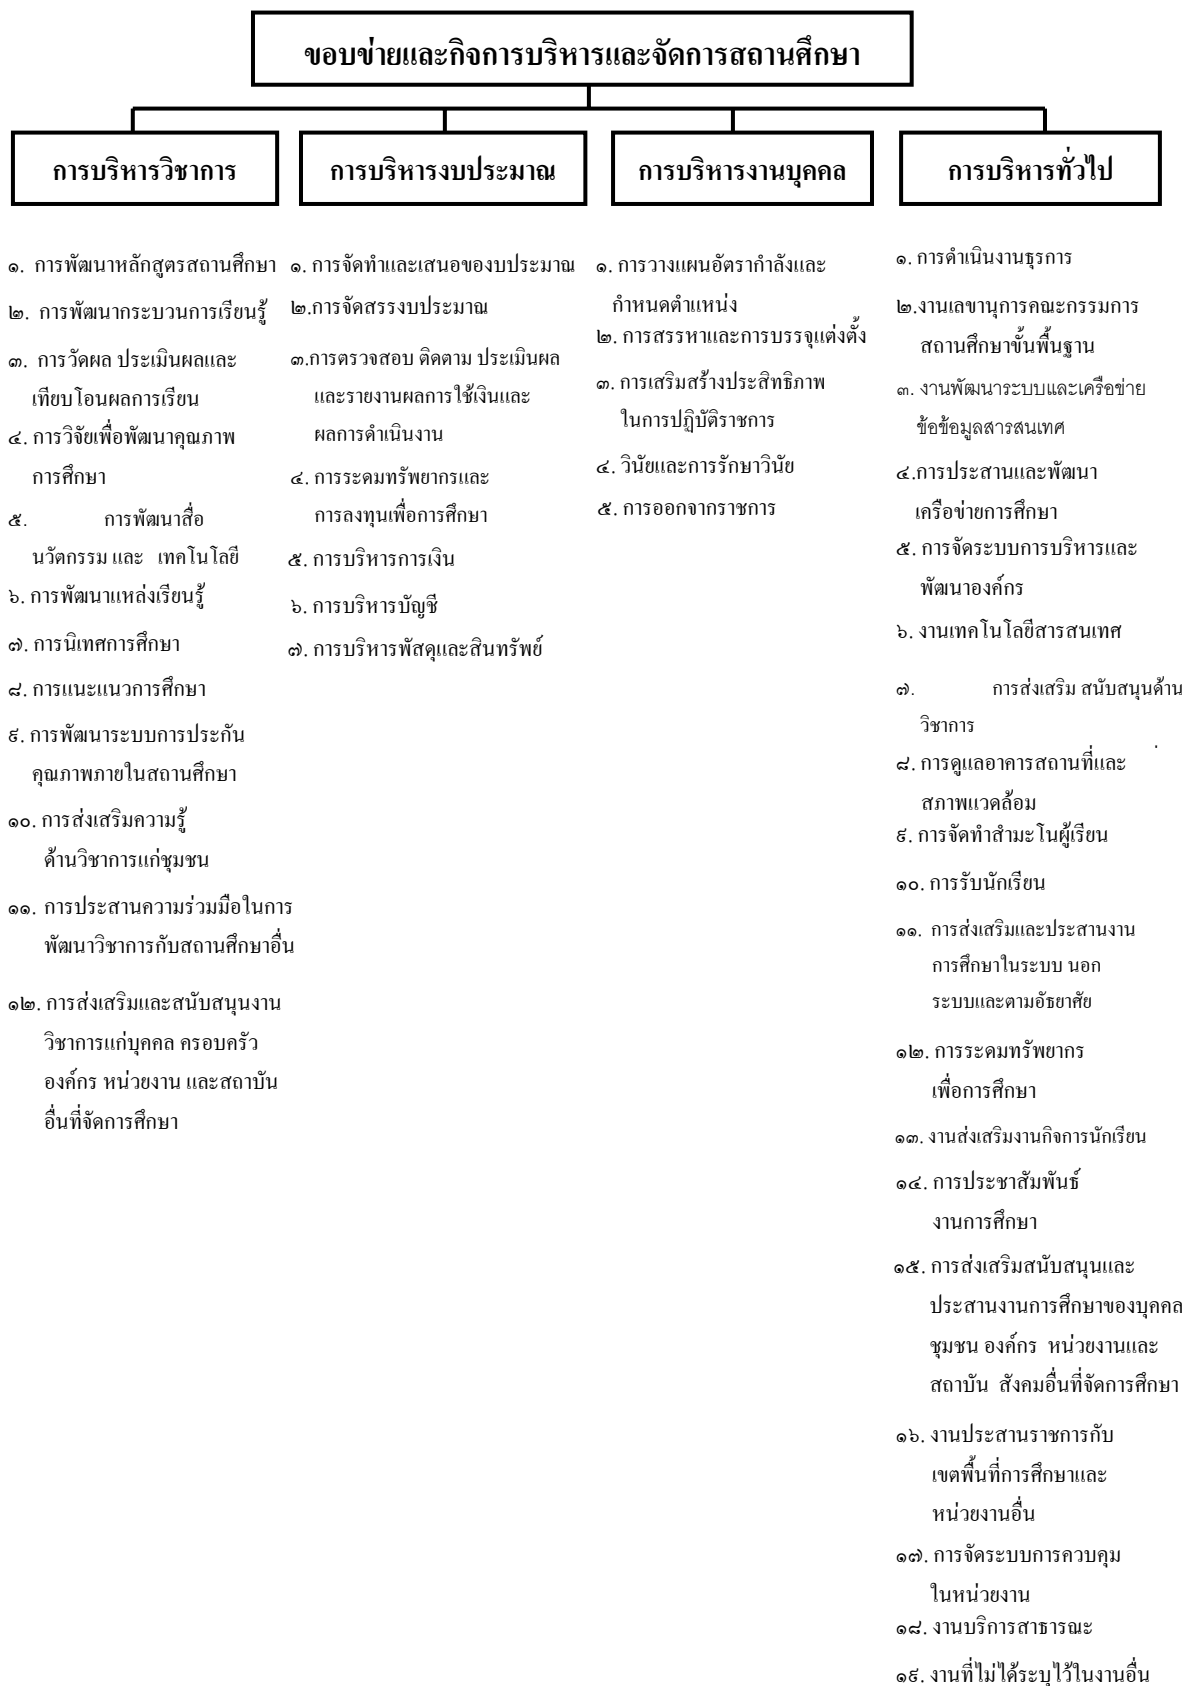 ขอบข่ายและกิจการบริหารและจัดการสถานศึกษา
การบริหารวิชาการ
๑. การพัฒนาหลักสูตรสถานศึกษา
๒. การพัฒนากระบวนการเรียนรู้
๓. การวัดผล ประเมินผลและ
เทียบโอนผลการเรียน
๔. การวิจัยเพื่อพัฒนาคุณภาพ
การศึกษา
๕. การพัฒนาสื่อ
นวัตกรรม และ เทคโนโลยี
๖. การพัฒนาแหล่งเรียนรู้
๗. การนิเทศการศึกษา
๘. การแนะแนวการศึกษา
๙. การพัฒนาระบบการประกัน
คุณภาพภายในสถานศึกษา
๑๐. การส่งเสริมความรู้
ด้านวิชาการแก่ชุมชน
๑๑. การประสานความร่วมมือในการ
พัฒนาวิชาการกับสถานศึกษาอื่น
๑๒. การส่งเสริมและสนับสนุนงาน
วิชาการแก่บุคคล ครอบครัว
องค์กร หน่วยงาน และสถาบัน
อื่นที่จัดการศึกษา
การบริหารงบประมาณ
๑. การจัดทำและเสนอของบประมาณ
๒.การจัดสรรงบประมาณ
๓.การตรวจสอบ ติดตาม ประเมินผล
และรายงานผลการใช้เงินและ
ผลการดำเนินงาน
๔. การระดมทรัพยากรและ
การลงทุนเพื่อการศึกษา
๕. การบริหารการเงิน
๖. การบริหารบัญชี
๗. การบริหารพัสดุและสินทรัพย์
การบริหารงานบุคคล
๑. การวางแผนอัตรากำลังและ
กำหนดตำแหน่ง
๒. การสรรหาและการบรรจุแต่งตั้ง
๓. การเสริมสร้างประสิทธิภาพ
ในการปฏิบัติราชการ
๔. วินัยและการรักษาวินัย
๕. การออกจากราชการ
การบริหารทั่วไป
๑. การดำเนินงานธุรการ
๒.งานเลขานุการคณะกรรมการ
สถานศึกษาขั้นพื้นฐาน
๓. งานพัฒนาระบบและเครือข่าย
ข้อข้อมูลสารสนเทศ
๔.การประสานและพัฒนา
เครือข่ายการศึกษา
๕. การจัดระบบการบริหารและ
พัฒนาองค์กร
๖. งานเทคโนโลยีสารสนเทศ
๗. การส่งเสริม สนับสนุนด้าน
วิชาการ
๘. การดูแลอาคารสถานที่และ
สภาพแวดล้อม
๙. การจัดทำสำมะโนผู้เรียน
๑๐. การรับนักเรียน
๑๑. การส่งเสริมและประสานงาน
การศึกษาในระบบ นอก
ระบบและตามอัธยาศัย
๑๒. การระดมทรัพยากร
เพื่อการศึกษา
๑๓. งานส่งเสริมงานกิจการนักเรียน
๑๔. การประชาสัมพันธ์
งานการศึกษา
๑๕. การส่งเสริมสนับสนุนและ
ประสานงานการศึกษาของบุคคล
ชุมชน องค์กร หน่วยงานและ
สถาบัน สังคมอื่นที่จัดการศึกษา
๑๖. งานประสานราชการกับ
เขตพื้นที่การศึกษาและ
หน่วยงานอื่น
๑๗. การจัดระบบการควบคุม
ในหน่วยงาน
๑๘. งานบริการสาธารณะ
๑๙. งานที่ไม่ได้ระบุไว้ในงานอื่น